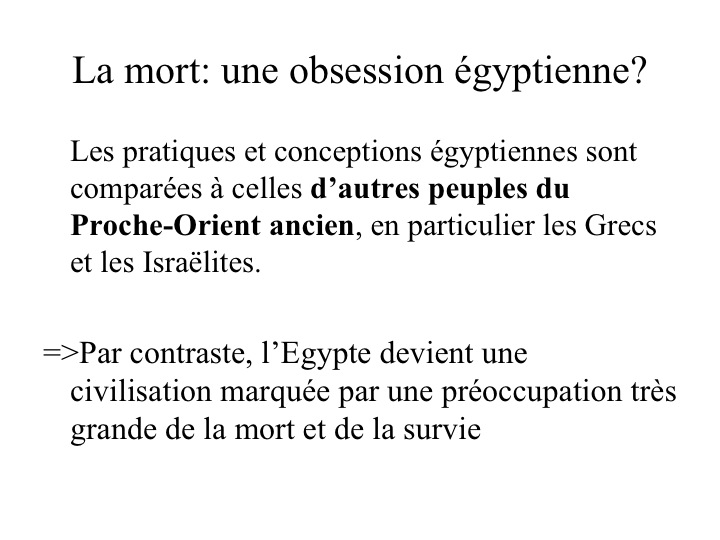 La mort: une obsession égyptienne?
Les pratiques et conceptions égyptiennes sont
comparées à celles d’autres peuples du
Proche-Orient ancien, en particulier les Grecs
et les Israëlites.
=>Par contraste, l’Egypte devient une
civilisation marquée par une préoccupation très
grande de la mort et de la survie